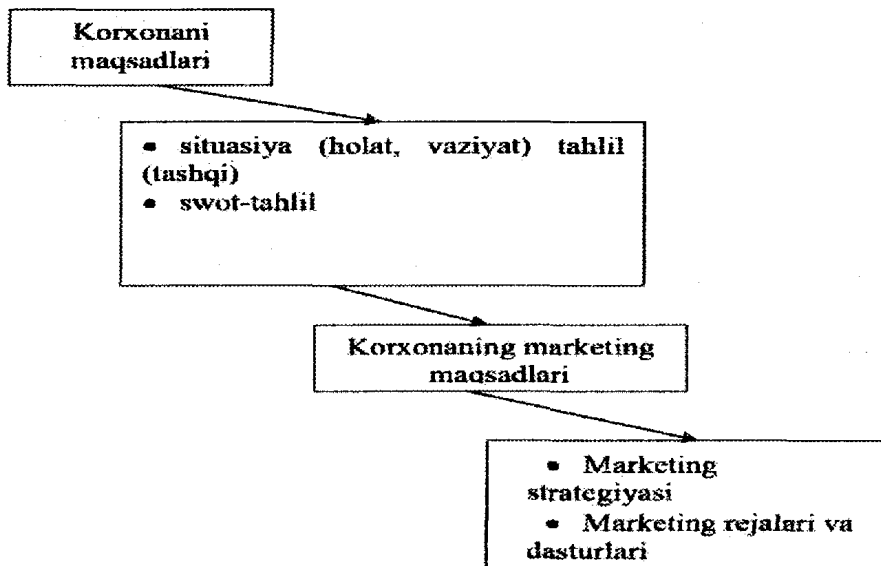 Korxonani
maqsadlari
• situasiya (holat, vaziyat) tahlil
(tashqi)
• swot-tahlil
Korxonaning marketing
maqsadlari
• Marketing
strategiyasi
• Marketing rejalari va
dasturlari